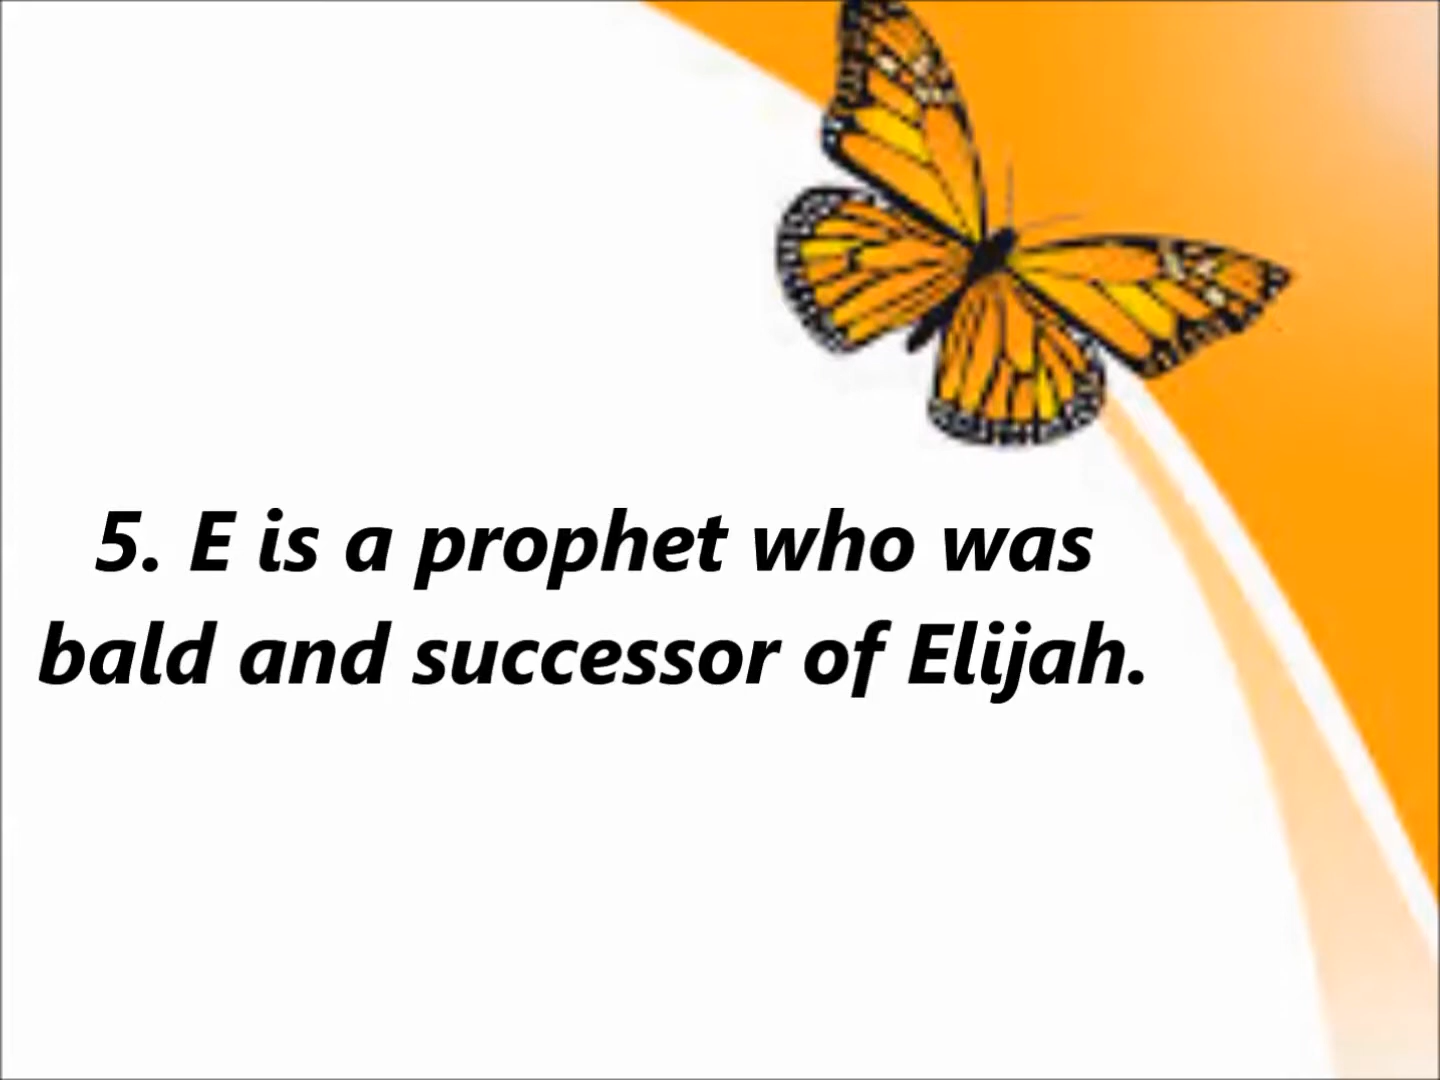 5. E is a prophet who was
bald and successor of Elijah.